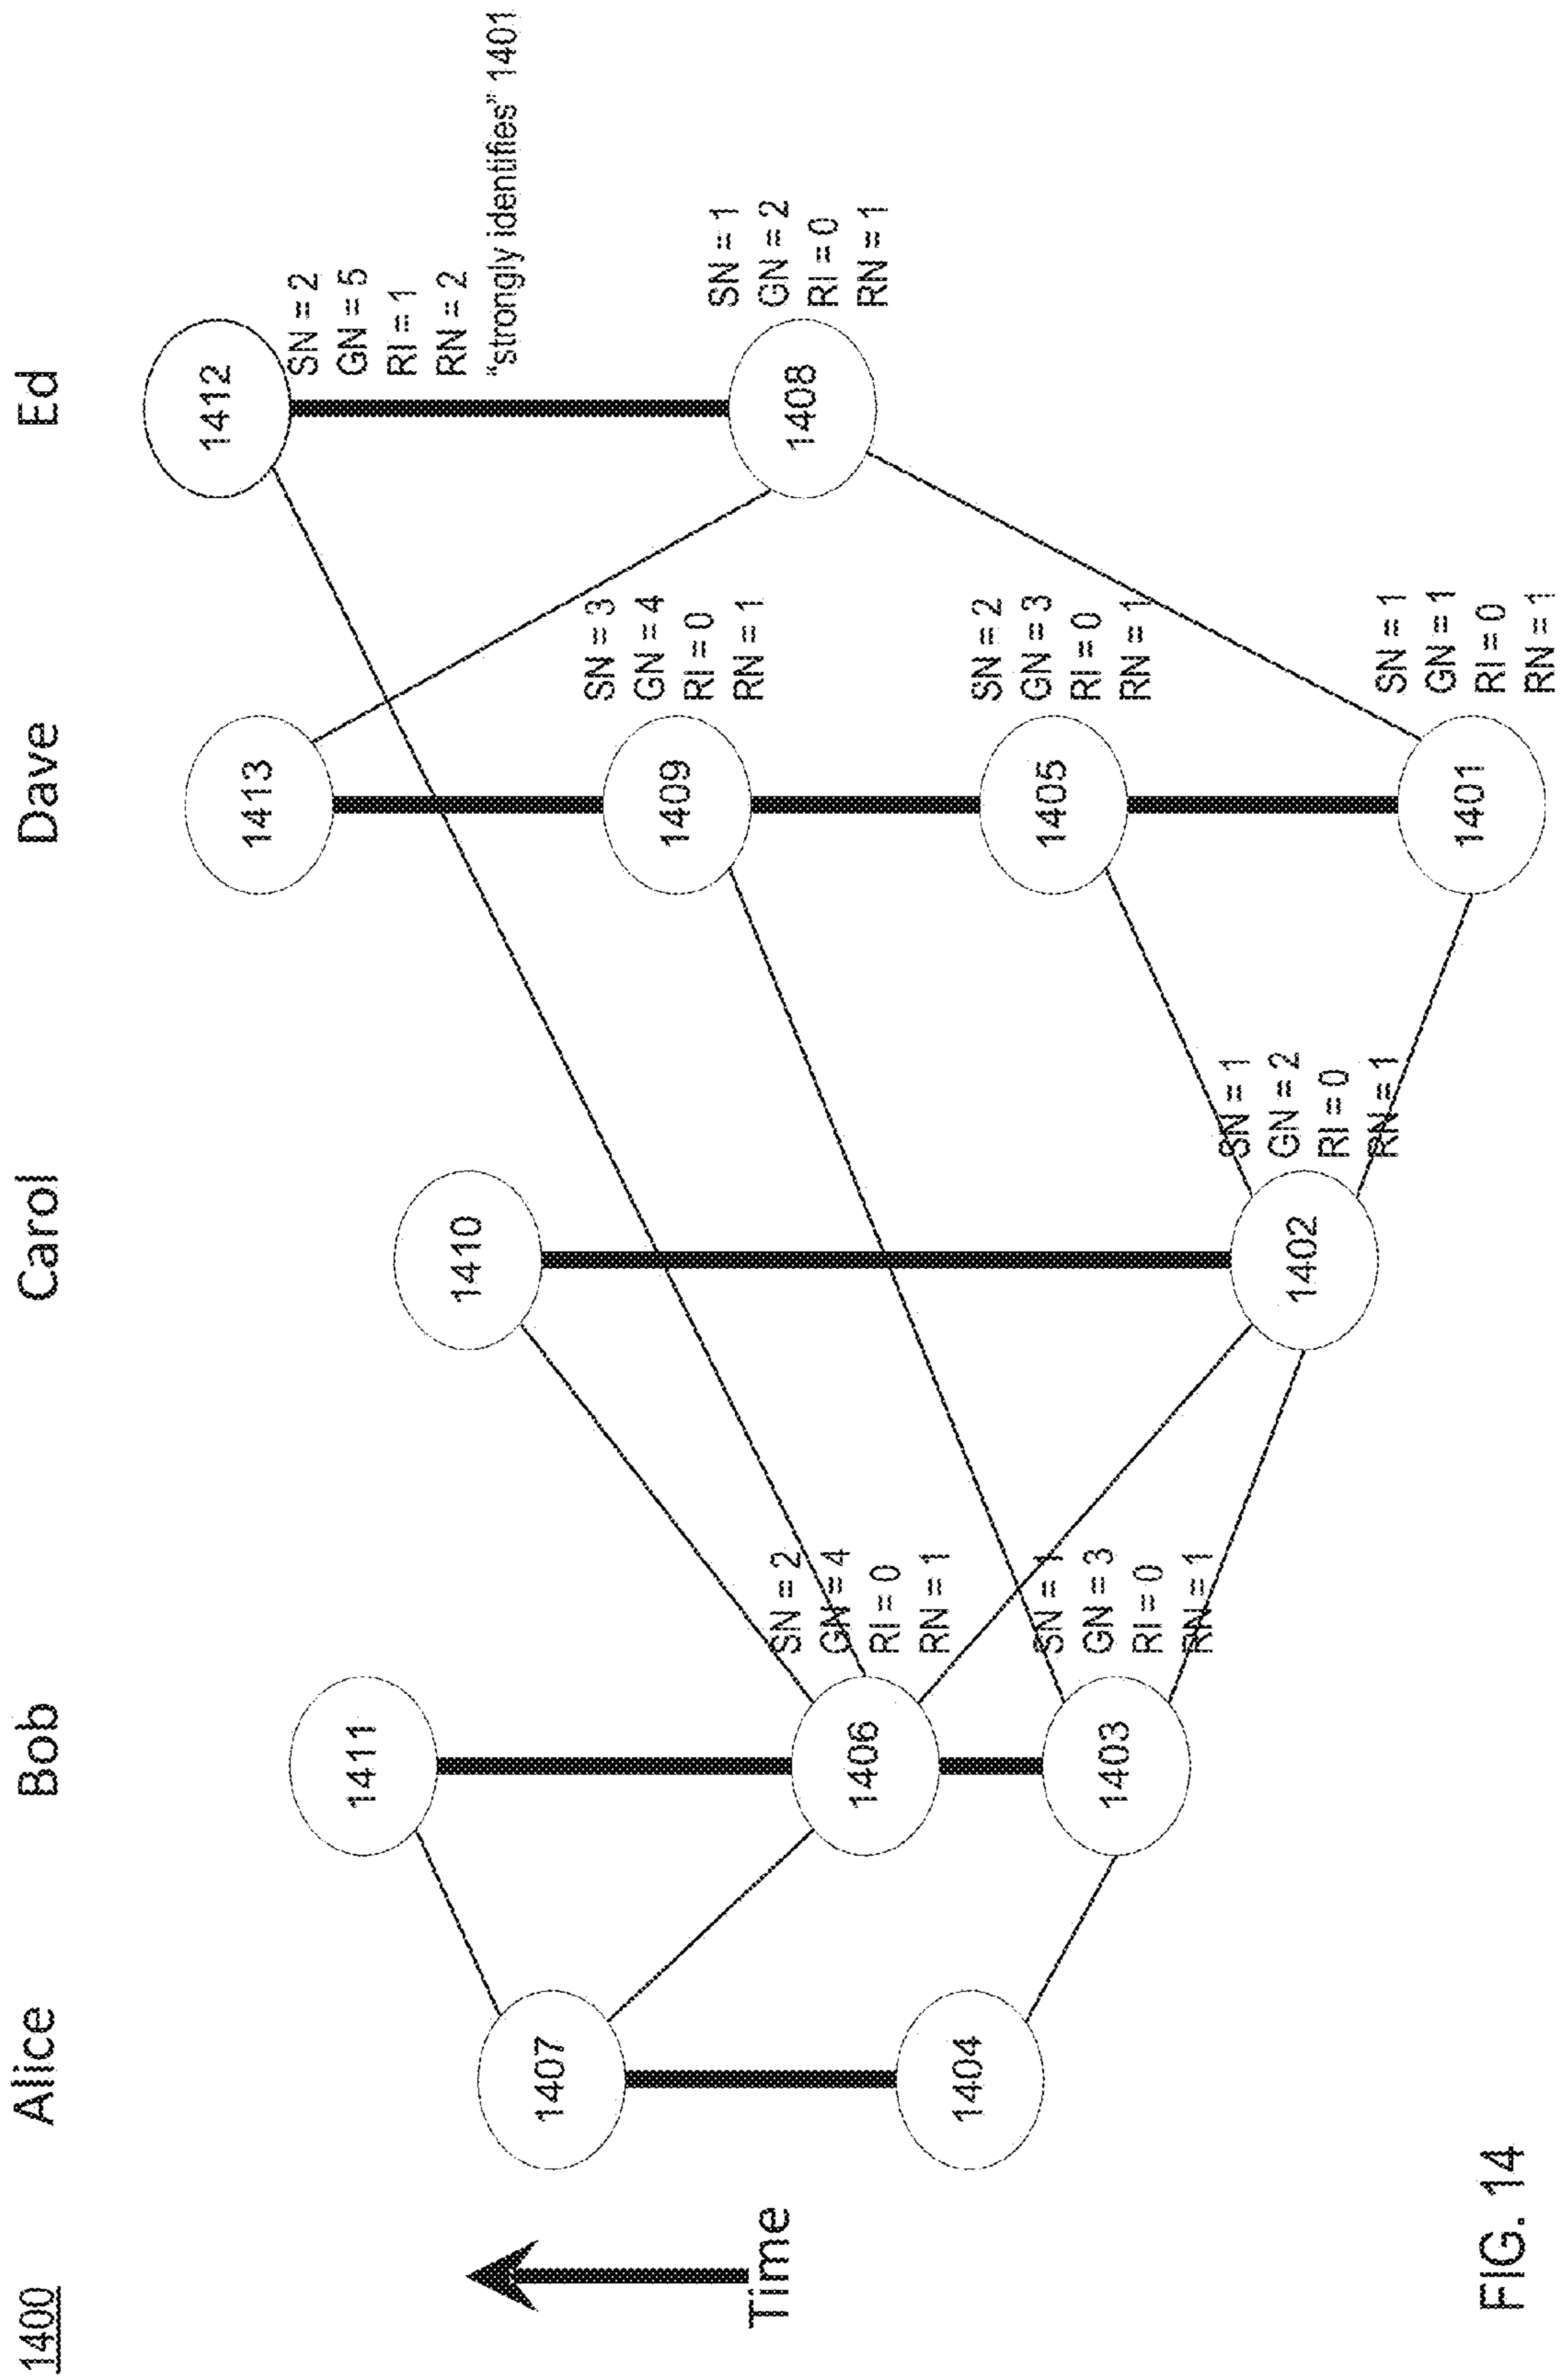 1400
Alice
Bob
Carol
Dave
Ed
Time
1412
SN = 2
GN = 5
RI = 1
RN = 2
"strongly identifies" 1401
1413
1411
1410
1407
1409
SN = 3
GN = 4
RI = 0
RN = 1
1408
SN = 1
GN = 2
RI = 0
RN = 1
1406
SN = 2
GN = 4
RI = 0
RN = 1
1404
1405
SN = 2
GN = 3
RI = 0
RN = 1
1403
SN = 1
GN = 3
RI = 0
RN = 1
1402
SN = 1
GN = 2
RI = 0
RN = 1
1401
SN = 1
GN = 1
RI = 0
RN = 1
FIG. 14